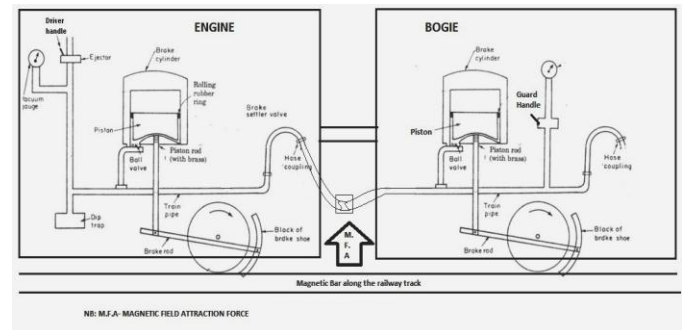 Driver
handle
ENGINE
Ejector
Brake
cylinder
Rolling
rubber
ring
Vacuum
gauge
Piston
Brake
settler valve
Ball
valve
Piston rod
(with brass)
Hose
coupling
Train
pipe
Dip
trap
Brake rod
Block of
brake shoe
BOGIE
Brake
cylinder
Guard
Handle
Piston
Ball
valve
Piston rod
(with brass)
Hose
coupling
Train
pipe
Brake rod
Block of
brake shoe
M.
F.
A
Magnetic Bar along the railway track
NB: M.F.A- MAGNETIC FIELD ATTRACTION FORCE